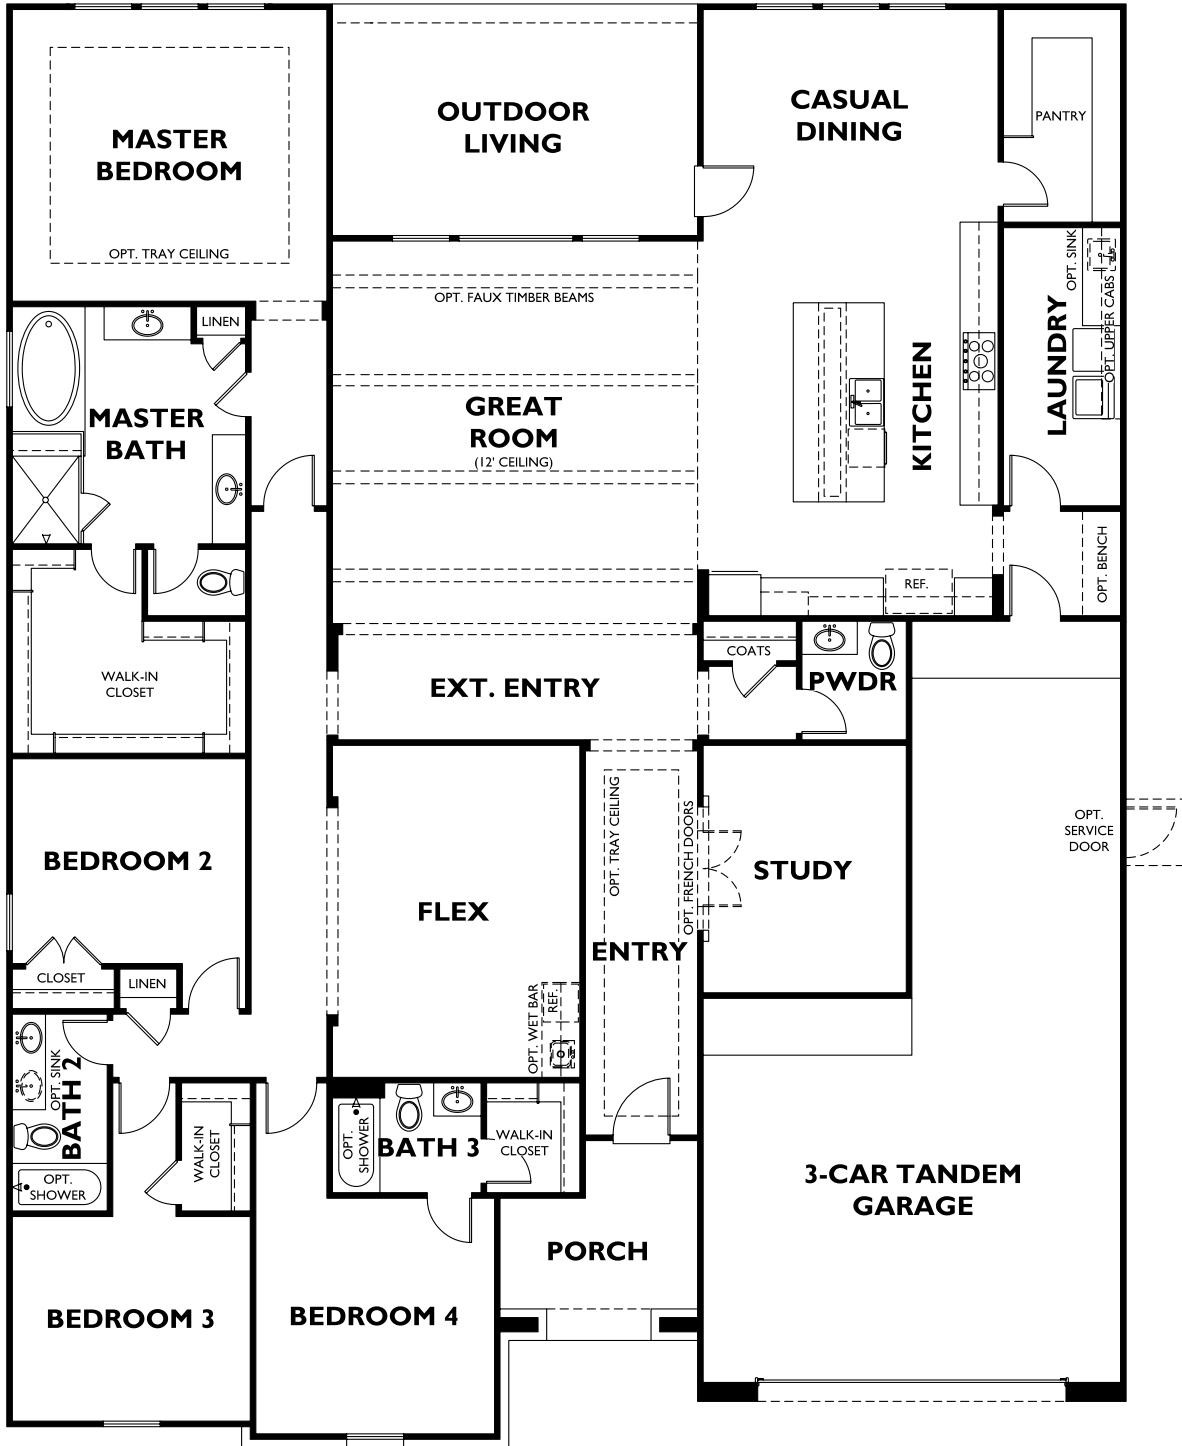 MASTER
BEDROOM
OPT. TRAY CEILING
OUTDOOR
LIVING
CASUAL
DINING
PANTRY
OPT. FAUX TIMBER BEAMS
LINEN
MASTER
BATH
GREAT
ROOM
(12' CEILING)
KITCHEN
LAUNDRY
OPT. SINK
OPT. UPPER CABS
OPT. BENCH
REF.
WALK-IN
CLOSET
EXT. ENTRY
COATS
PWDR
BEDROOM 2
CLOSET
LINEN
FLEX
OPT. WET BAR
REF.
OPT. TRAY CEILING
ENTRY
OPT. FRENCH DOORS
STUDY
OPT.
SERVICE
DOOR
OPT. SINK
BATH 2
OPT.
SHOWER
WALK-IN
CLOSET
OPT.
SHOWER
BATH 3
WALK-IN
CLOSET
3-CAR TANDEM
GARAGE
PORCH
BEDROOM 3
BEDROOM 4